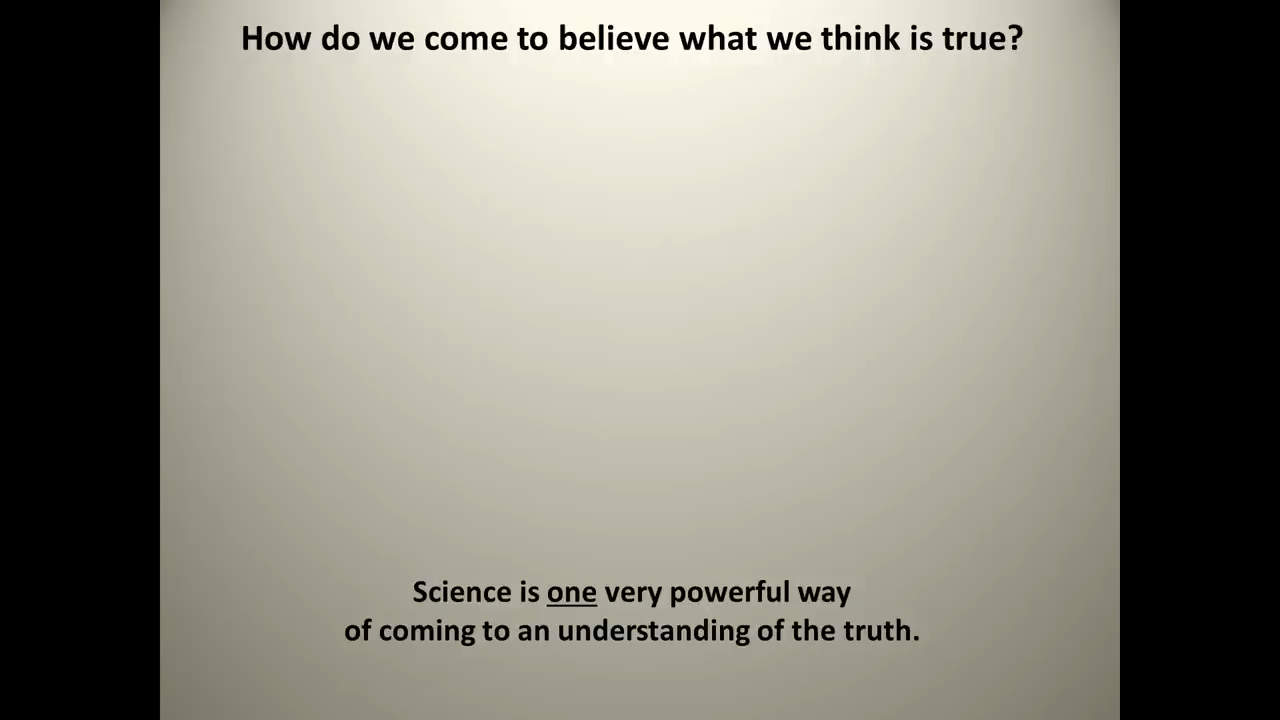 How do we come to believe what we think is true?
Science is one very powerful way
of coming to an understanding of the truth.